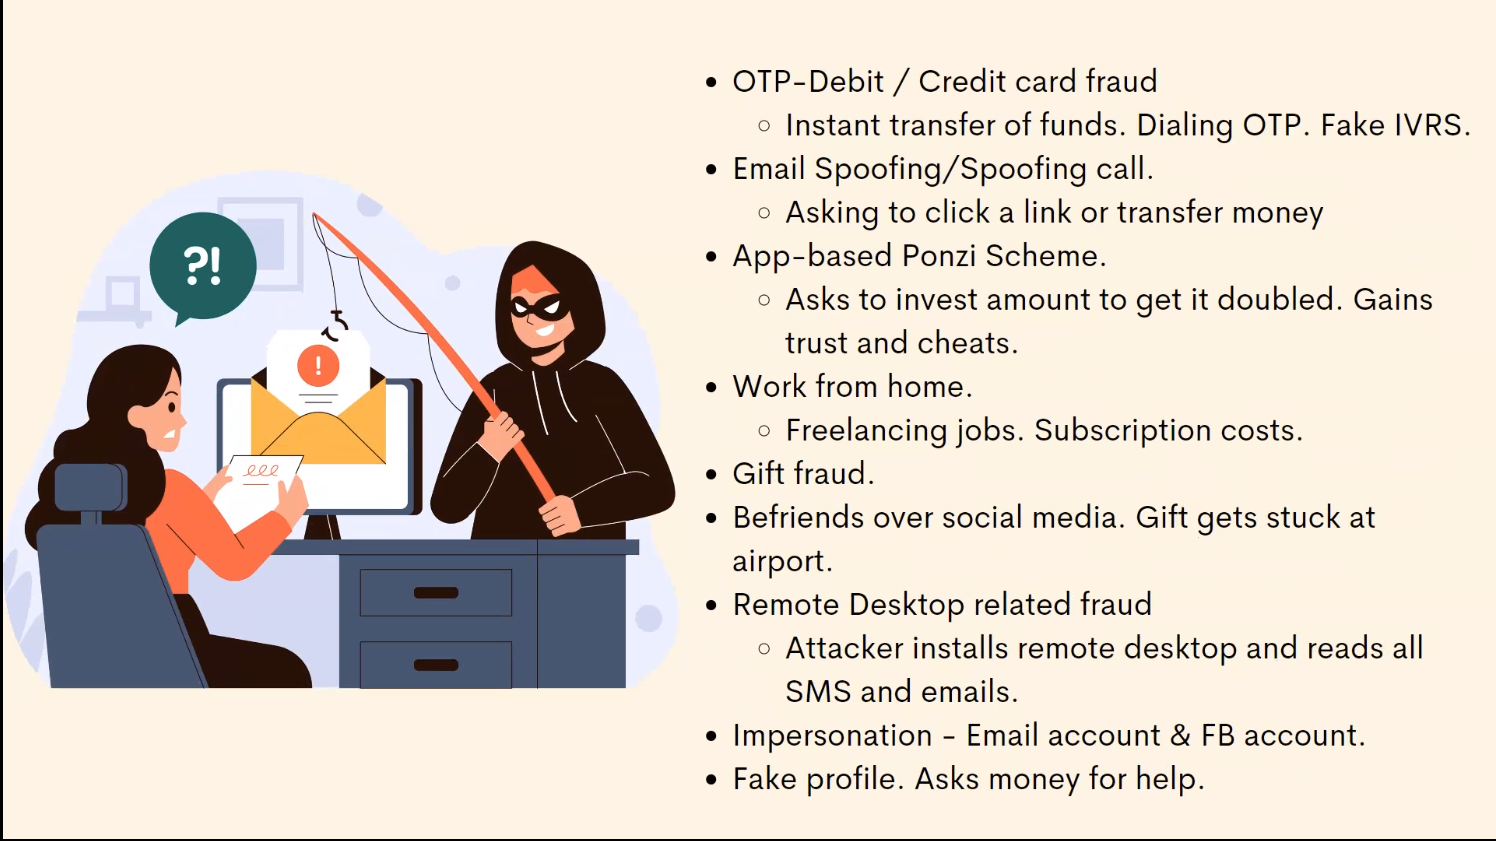 ?!
!
• OTP-Debit / Credit card fraud
○ Instant transfer of funds. Dialing OTP. Fake IVRS.
• Email Spoofing/Spoofing call.
○ Asking to click a link or transfer money
• App-based Ponzi Scheme.
○ Asks to invest amount to get it doubled. Gains
trust and cheats.
• Work from home.
○ Freelancing jobs. Subscription costs.
• Gift fraud.
• Befriends over social media. Gift gets stuck at
airport.
• Remote Desktop related fraud
○ Attacker installs remote desktop and reads all
SMS and emails.
• Impersonation - Email account & FB account.
• Fake profile. Asks money for help.